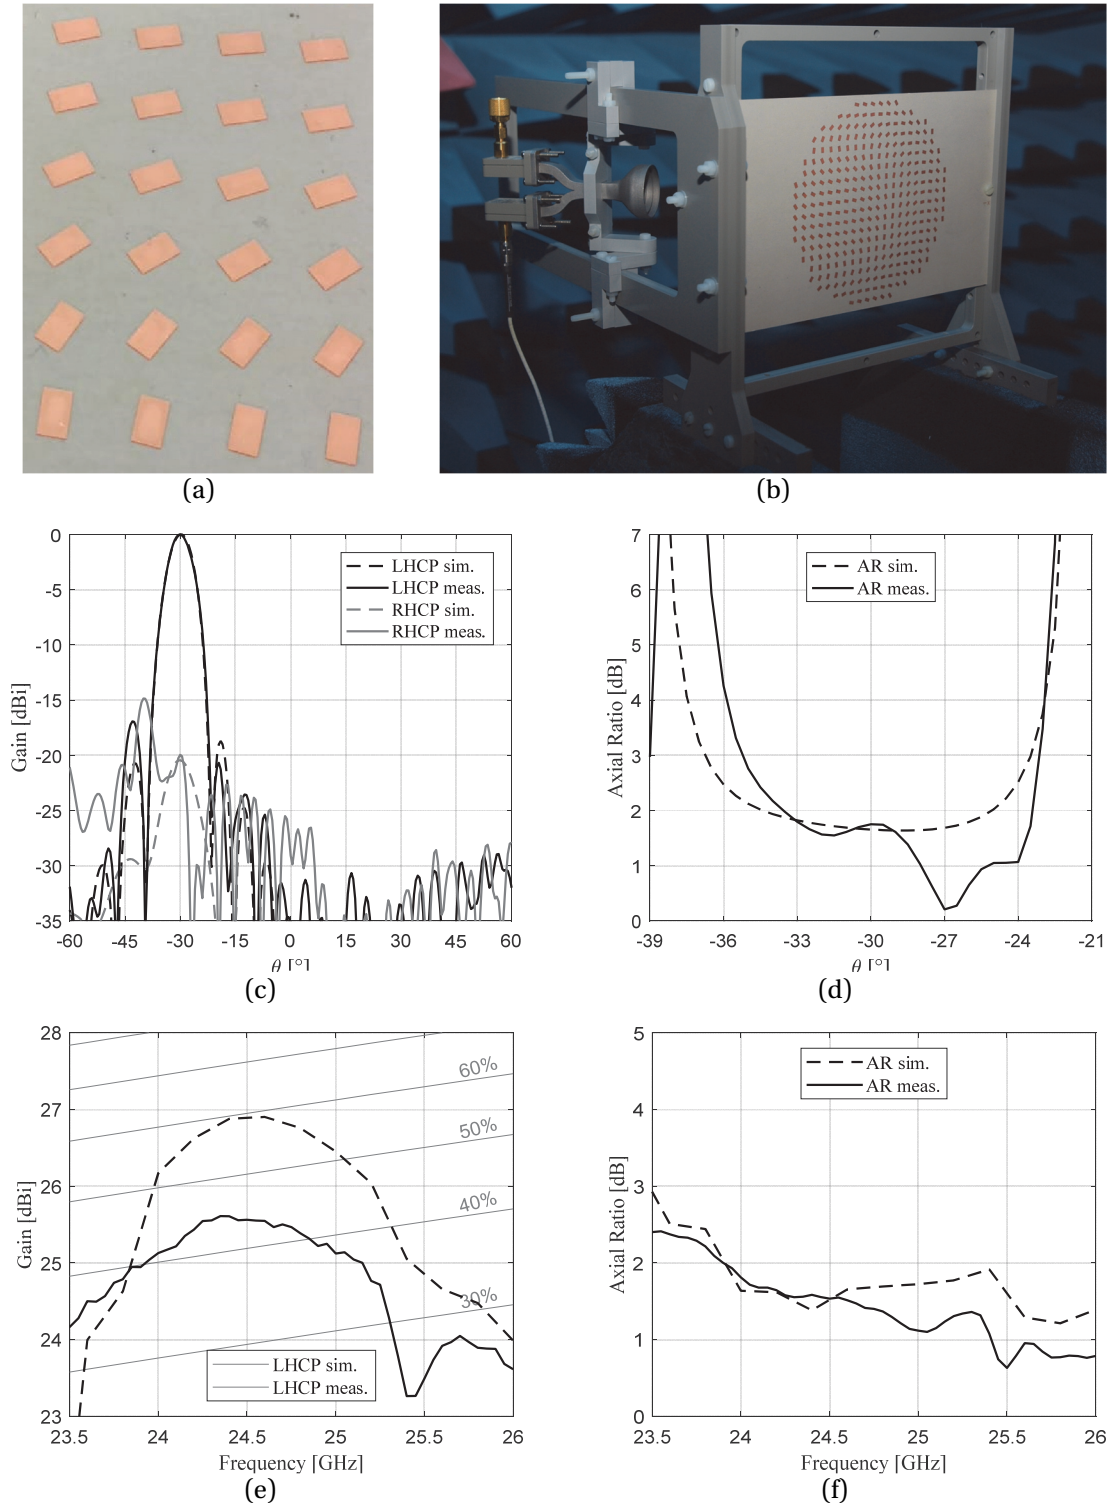 (a)
(b)
0
-5
-10
-15
-20
-25
-30
-35
Gain [dBi]
LHCP sim.
LHCP meas.
RHCP sim.
RHCP meas.
-60
-45
-30
-15
0
15
30
45
60
θ [°]
(c)
7
6
5
4
3
2
1
0
Axial Ratio [dB]
AR sim.
AR meas.
-39
-36
-33
-30
-27
-24
-21
θ [°]
(d)
28
27
26
25
24
23
Gain [dBi]
60%
50%
40%
30%
LHCP sim.
LHCP meas.
23.5
24
24.5
25
25.5
26
Frequency [GHz]
(e)
5
4
3
2
1
0
Axial Ratio [dB]
AR sim.
AR meas.
23.5
24
24.5
25
25.5
26
Frequency [GHz]
(f)